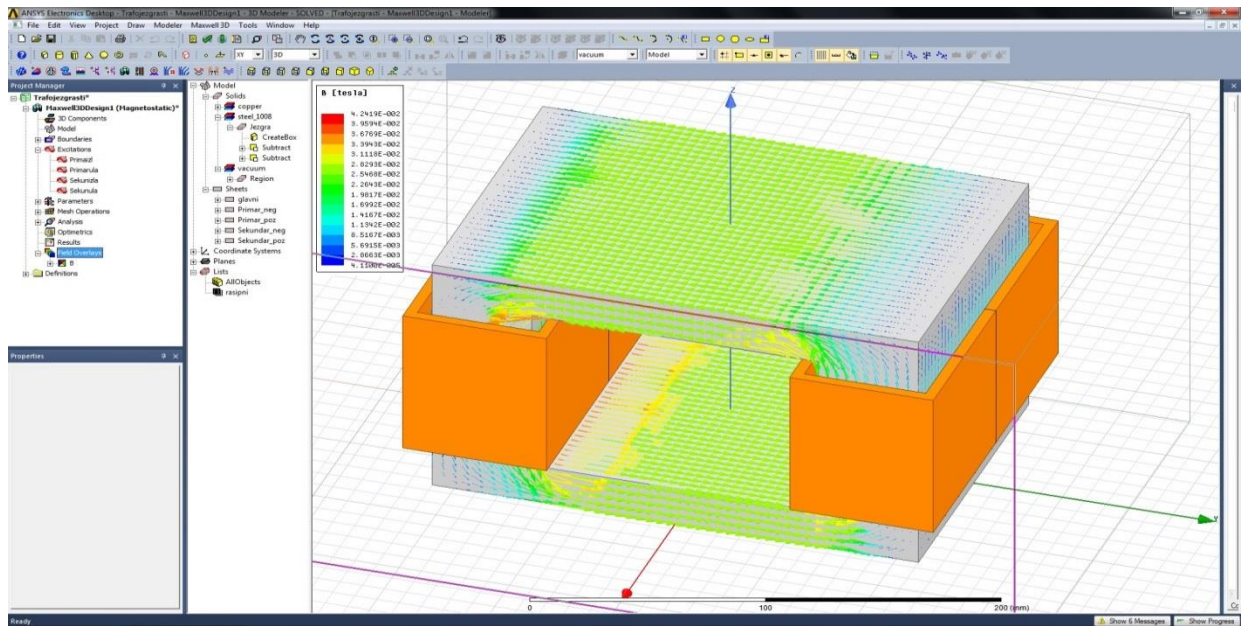 ANSYS Electronics Desktop - Trafojezgrasti - Maxwell3DDesign1 - 3D Modeler - SOLVED - [Trafojezgrasti - Maxwell3DDesign1 - Modeler]
File Edit View Project Draw Modeler Maxwell 3D Tools Window Help
XY 3D vacuum Model
Project Manager
Trafojezgrasti*
Maxwell3DDesign1 (Magnetostatic)*
3D Components
Model
Boundaries
Excitations
Primaizl
Primarula
Sekunizla
Sekunula
Parameters
Mesh Operations
Analysis
Optimetrics
Results
Field Overlays
B
Definitions
Properties
Model
Solids
copper
steel_1008
Jezgra
CreateBox
Subtract
Subtract
vacuum
Region
Sheets
glavni
Primar_neg
Primar_poz
Sekundar_neg
Sekundar_poz
Coordinate Systems
Planes
Lists
AllObjects
rasipni
B [tesla]
4.2419E-002
3.9594E-002
3.6769E-002
3.3943E-002
3.1118E-002
2.8293E-002
2.5468E-002
2.2643E-002
1.9817E-002
1.6992E-002
1.4167E-002
1.1342E-002
8.5167E-003
5.6915E-003
2.8663E-003
Z
0 100 200 (mm)
Ready Show 6 Messages Show Progress